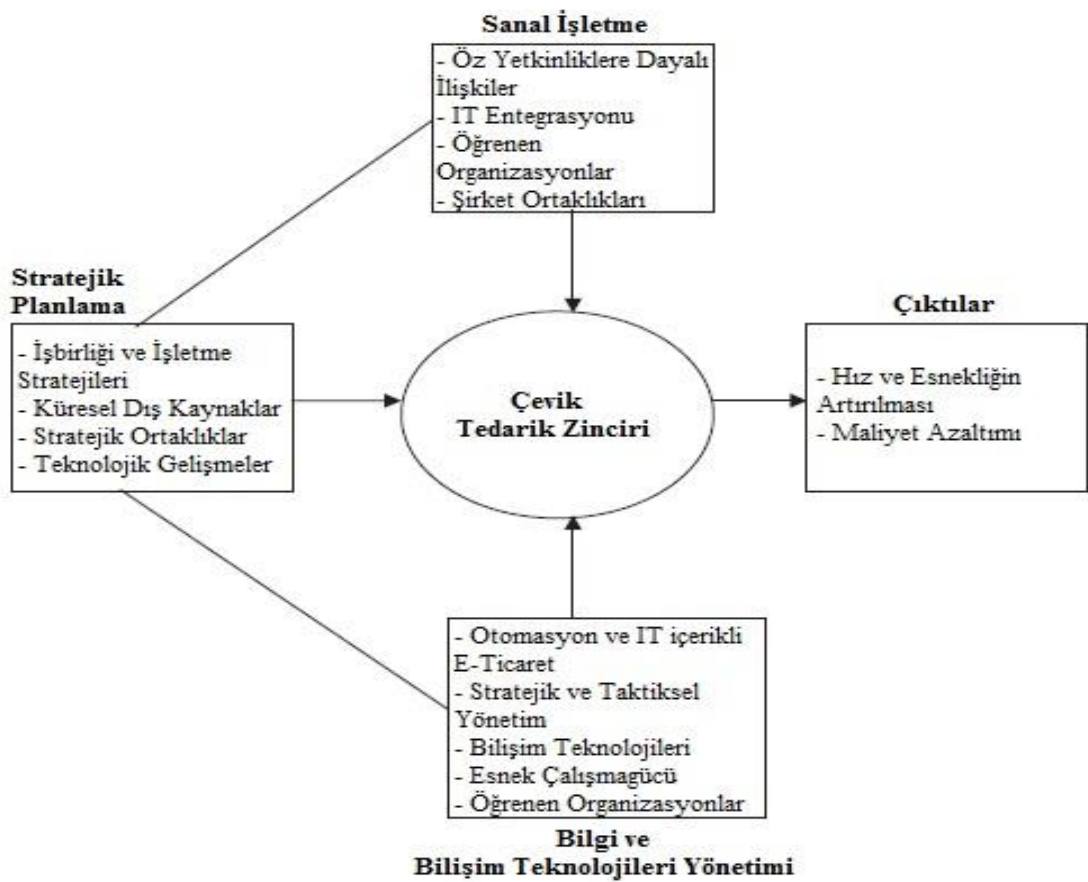 Sanal İşletme
- Öz Yetkinliklere Dayalı
İlişkiler
- IT Entegrasyonu
- Öğrenen
Organizasyonlar
- Şirket Ortaklıkları
Stratejik
Planlama
- İşbirliği ve İşletme
Stratejileri
- Küresel Dış Kaynaklar
- Stratejik Ortaklıklar
- Teknolojik Gelişmeler
Çevik
Tedarik Zinciri
Çıktılar
- Hız ve Esnekliğin
Artırılması
- Maliyet Azaltımı
- Otomasyon ve IT içerikli
E-Ticaret
- Stratejik ve Taktiksel
Yönetim
- Bilişim Teknolojileri
- Esnek Çalışmagücü
- Öğrenen Organizasyonlar
Bilgi ve
Bilişim Teknolojileri Yönetimi